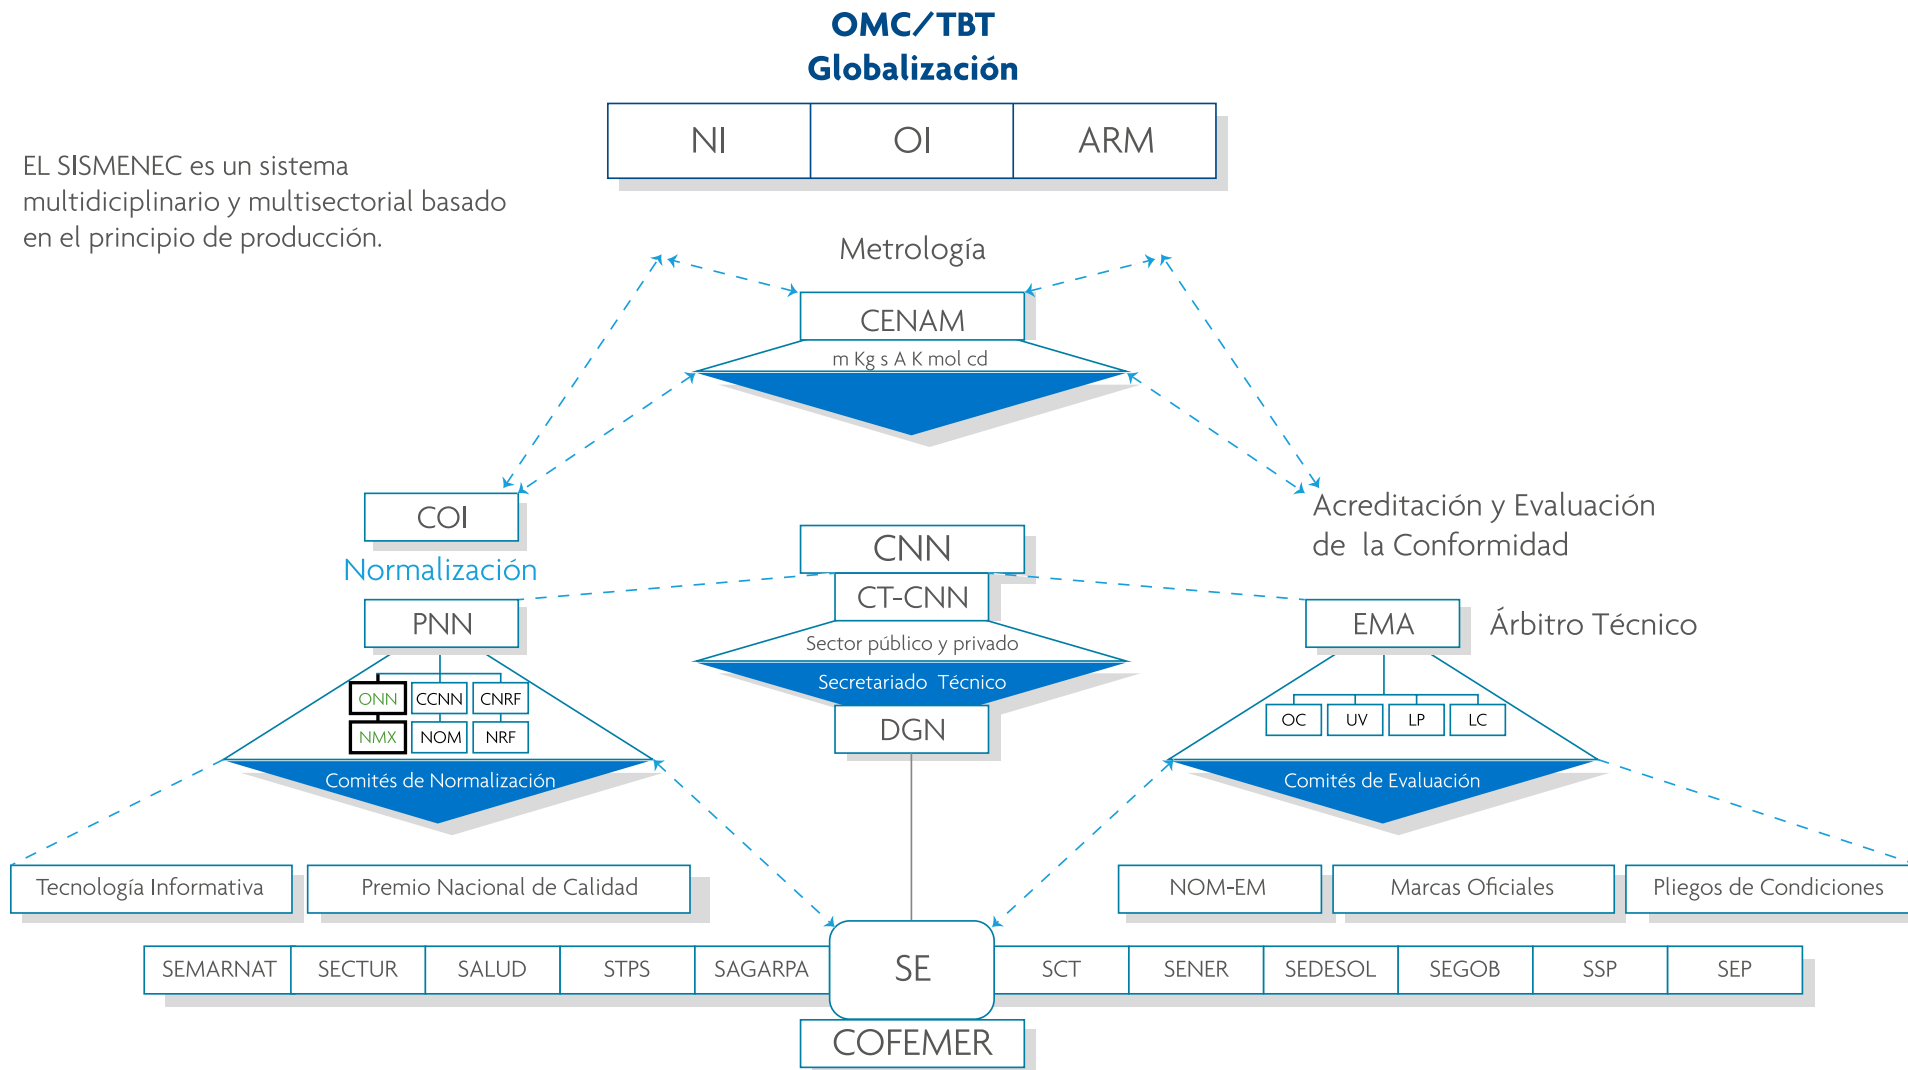 OMC/TBT
Globalización
NI OI ARM
EL SISMENEC es un sistema
multidiciplinario y multisectorial basado
en el principio de producción.
Metrología
CENAM
m Kg s A K mol cd
COI
Normalización
PNN
ONN CCNN CNRF
NMX NOM NRF
Comités de Normalización
CNN
CT-CNN
Sector público y privado
Secretariado Técnico
DGN
Acreditación y Evaluación
de la Conformidad
EMA
Árbitro Técnico
OC UV LP LC
Comités de Evaluación
Tecnología Informativa
Premio Nacional de Calidad
NOM-EM
Marcas Oficiales
Pliegos de Condiciones
SEMARNAT SECTUR SALUD STPS SAGARPA SE SCT SENER SEDESOL SEGOB SSP SEP
COFEMER